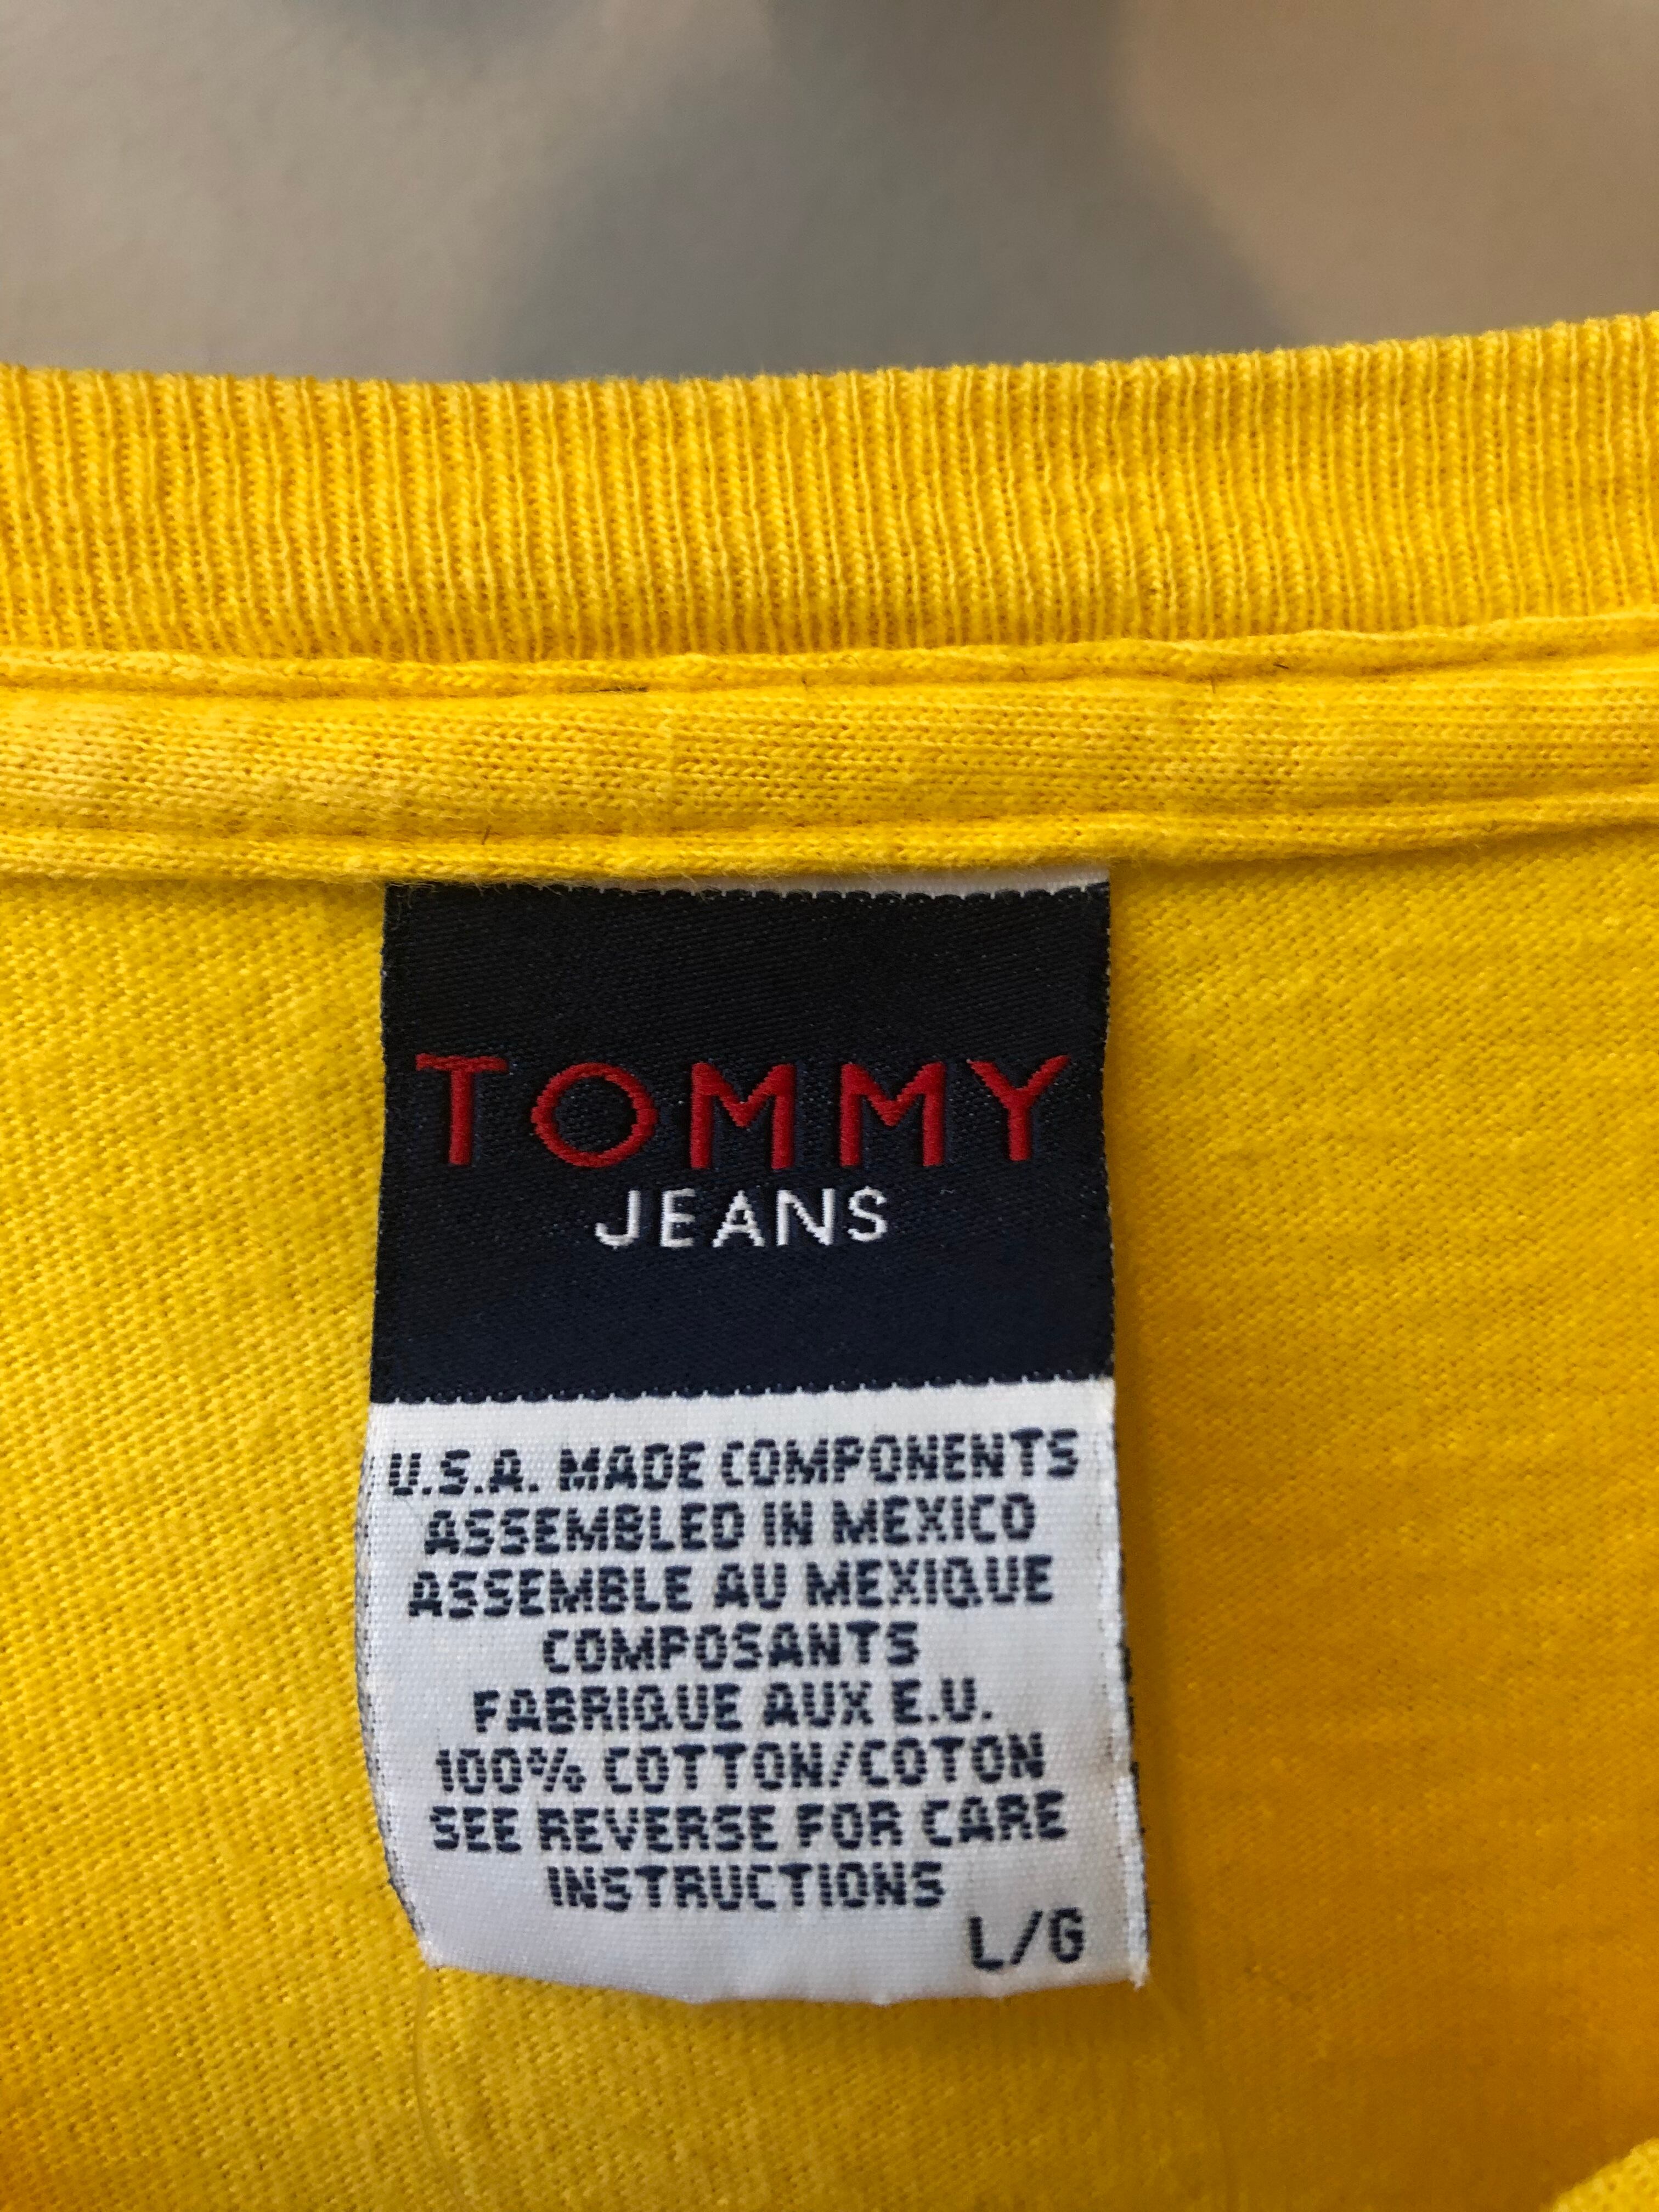 TOMMY
JEANS
U.S.A. MADE COMPONENTS
ASSEMBLED IN MEXICO
ASSEMBLE AU MEXIQUE
COMPOSANTS
FABRIQUE AUX E.U.
100% COTTON/COTON
SEE REVERSE FOR CARE
INSTRUCTIONS
L/G